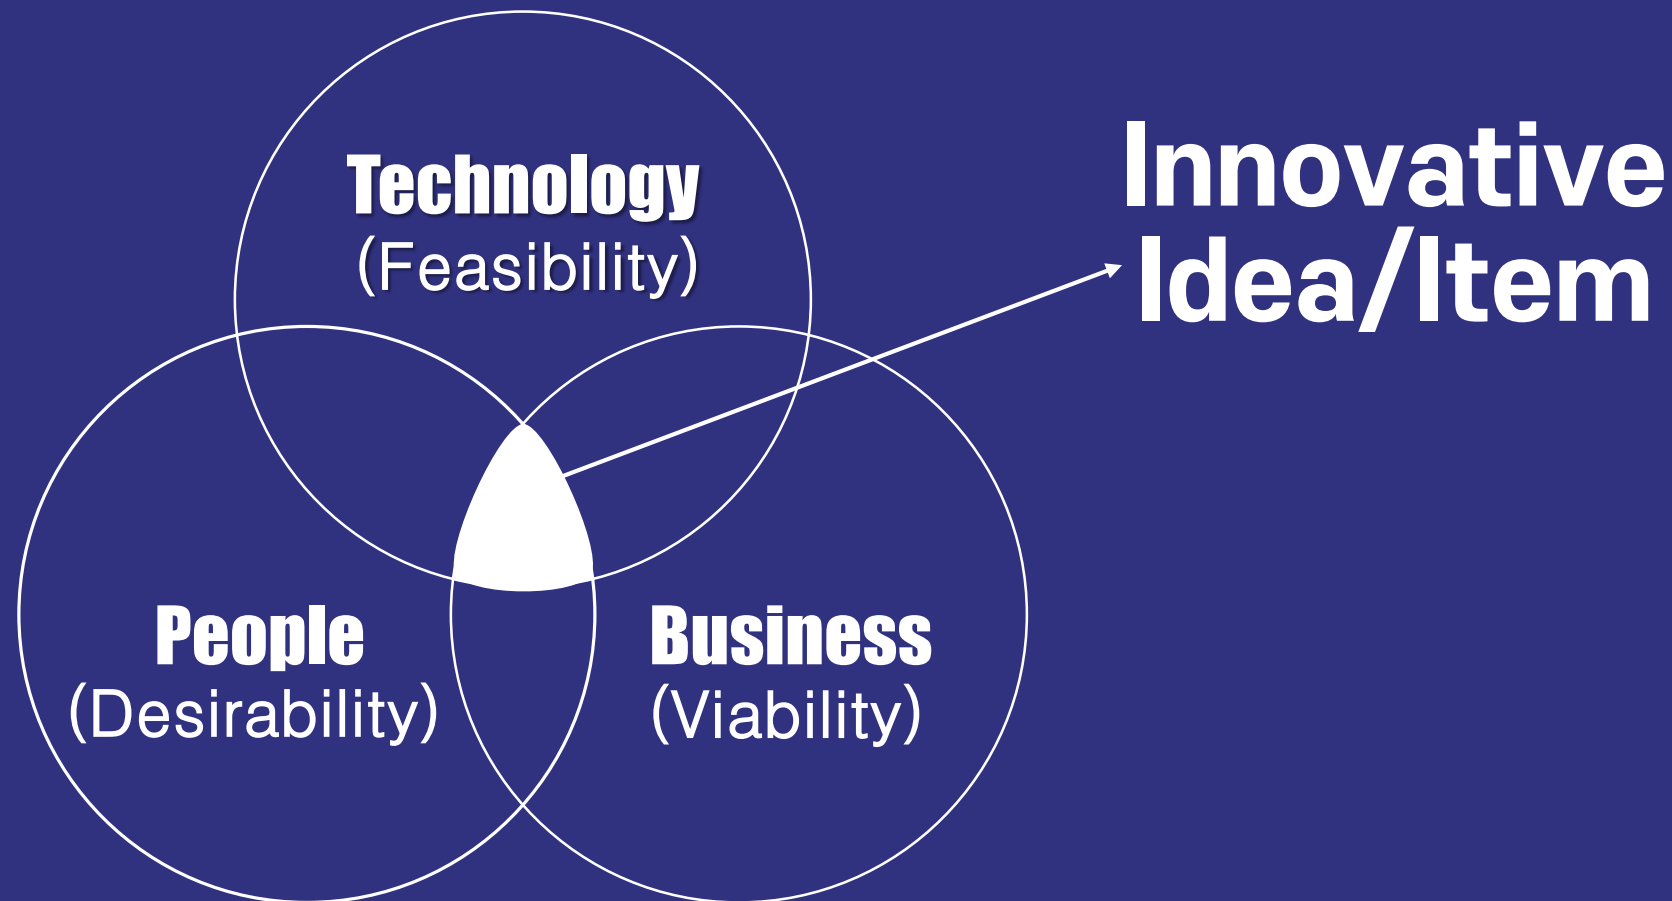 Technology
(Feasibility)
Innovative
Idea/Item
People
(Desirability)
Business
(Viability)